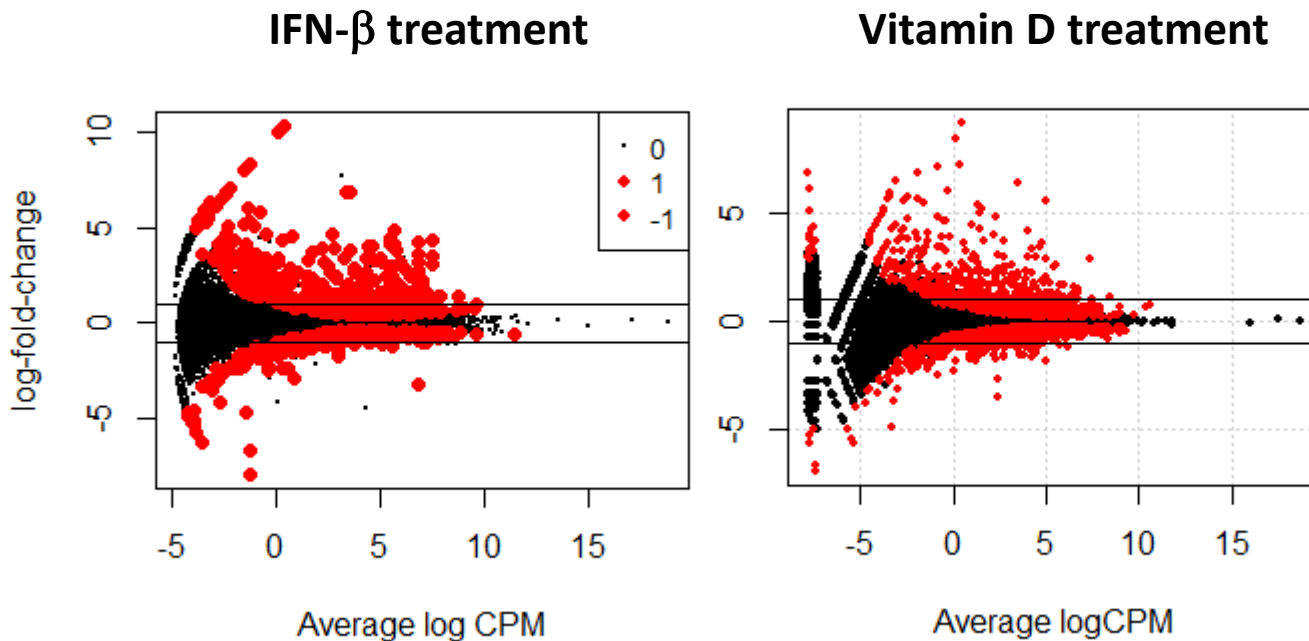 IFN-β treatment
Vitamin D treatment
log-fold-change
10
5
0
-5
0
1
-1
-5 0 5 10 15
Average log CPM
5
0
-5
-5 0 5 10 15
Average logCPM